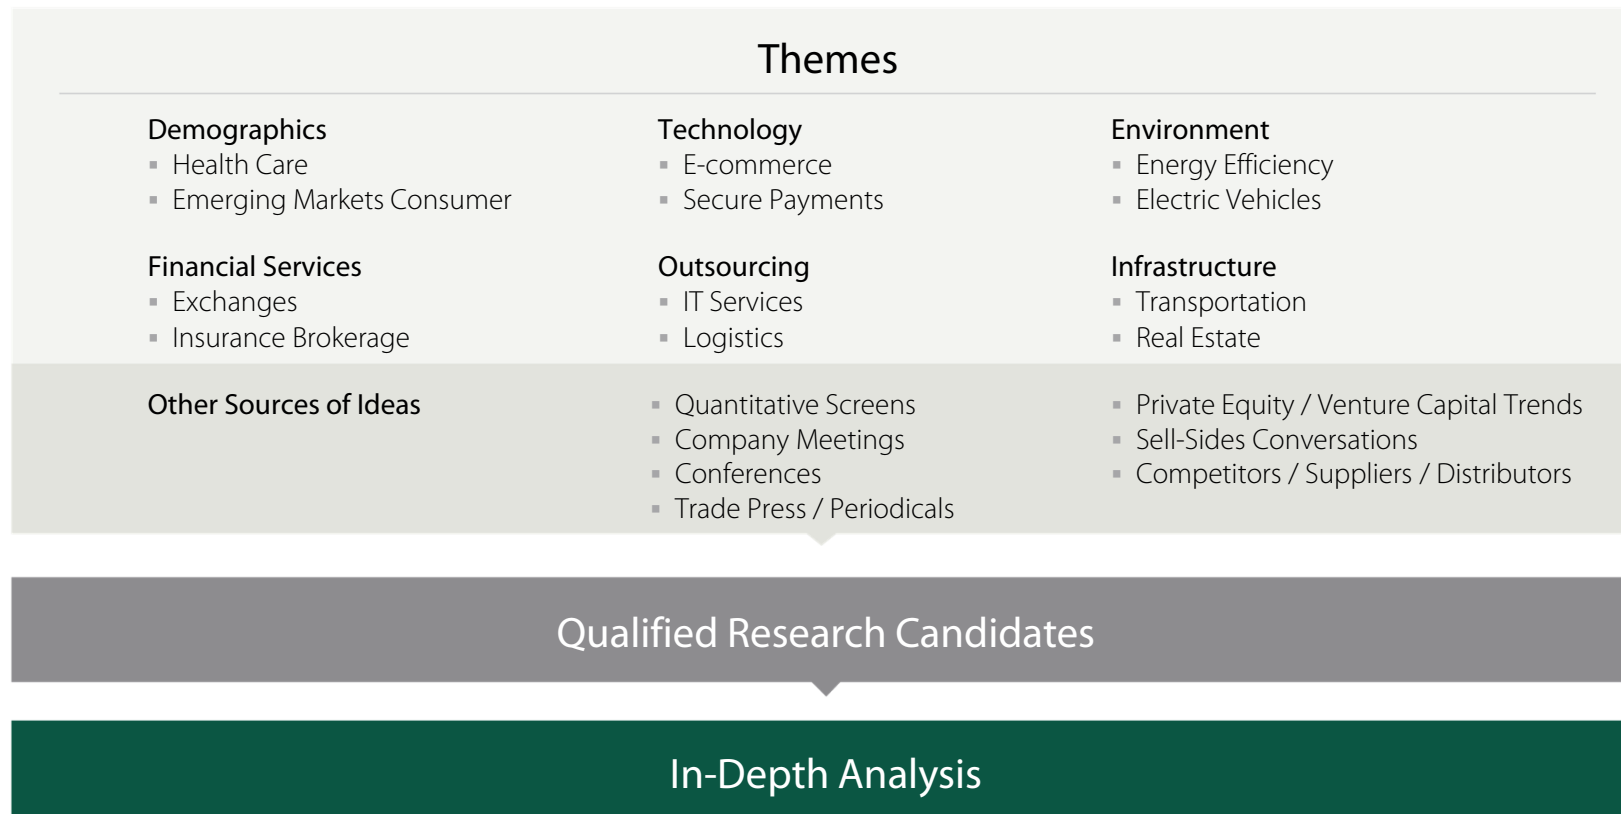 Themes
Demographics
▪ Health Care
▪ Emerging Markets Consumer
Technology
▪ E-commerce
▪ Secure Payments
Environment
▪ Energy Efficiency
▪ Electric Vehicles
Financial Services
▪ Exchanges
▪ Insurance Brokerage
Outsourcing
▪ IT Services
▪ Logistics
Infrastructure
▪ Transportation
▪ Real Estate
Other Sources of Ideas
▪ Quantitative Screens
▪ Company Meetings
▪ Conferences
▪ Trade Press / Periodicals
▪ Private Equity / Venture Capital Trends
▪ Sell-Sides Conversations
▪ Competitors / Suppliers / Distributors
Qualified Research Candidates
In-Depth Analysis